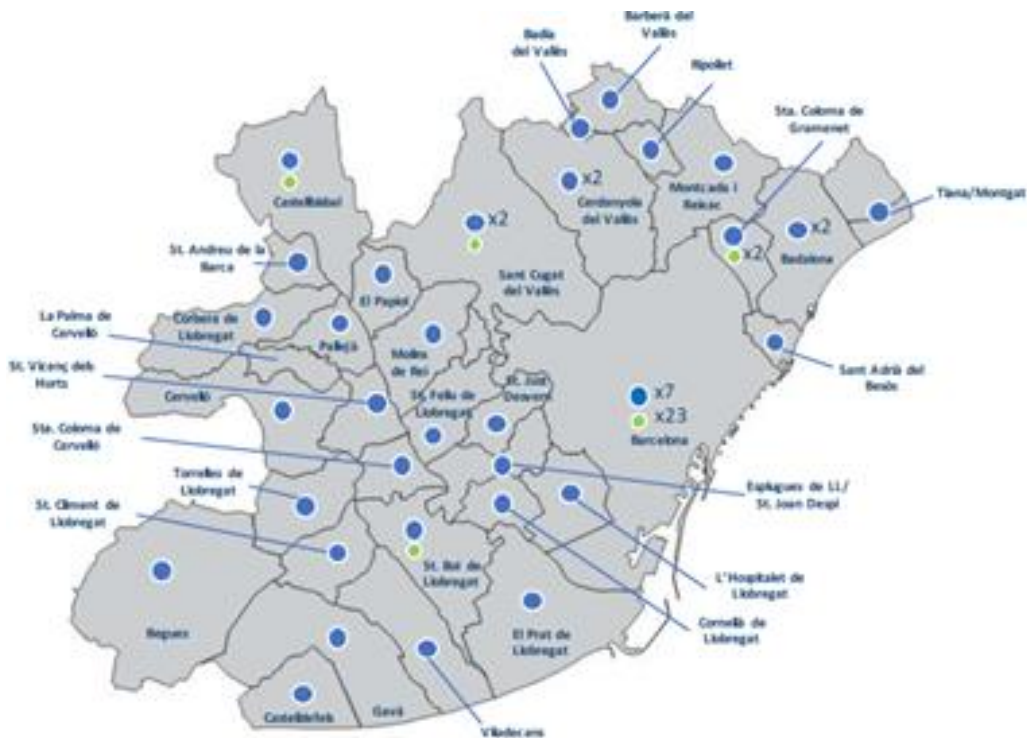 Barberà del
Vallès
Badia
del Vallès
Ripollet
Sta. Coloma de
Gramenet
Tiana/Montgat
x2
Cerdanyola
del Vallès
Montcada i
Reixac
Castellbisbal
x2
x2
x2
Badalona
St. Andreu de la
Barca
Sant Cugat
del Vallès
El Papiol
La Palma de
Cervelló
Corbera de
Llobregat
Pallejà
Molins
de Rei
Sant Adrià del
Besòs
St. Vicenç dels
Horts
Cervelló
St. Feliu de
Llobregat
St. Just
Desvern
x7
x23
Barcelona
Sta. Coloma de
Cervelló
Torrelles de
Llobregat
Esplugues de LL/
St. Joan Despí
St. Climent de
Llobregat
St. Boi de
Llobregat
L'Hospitalet de
Llobregat
Cornellà de
Llobregat
Begues
El Prat de
Llobregat
Castelldefels
Gavà
Viladecans